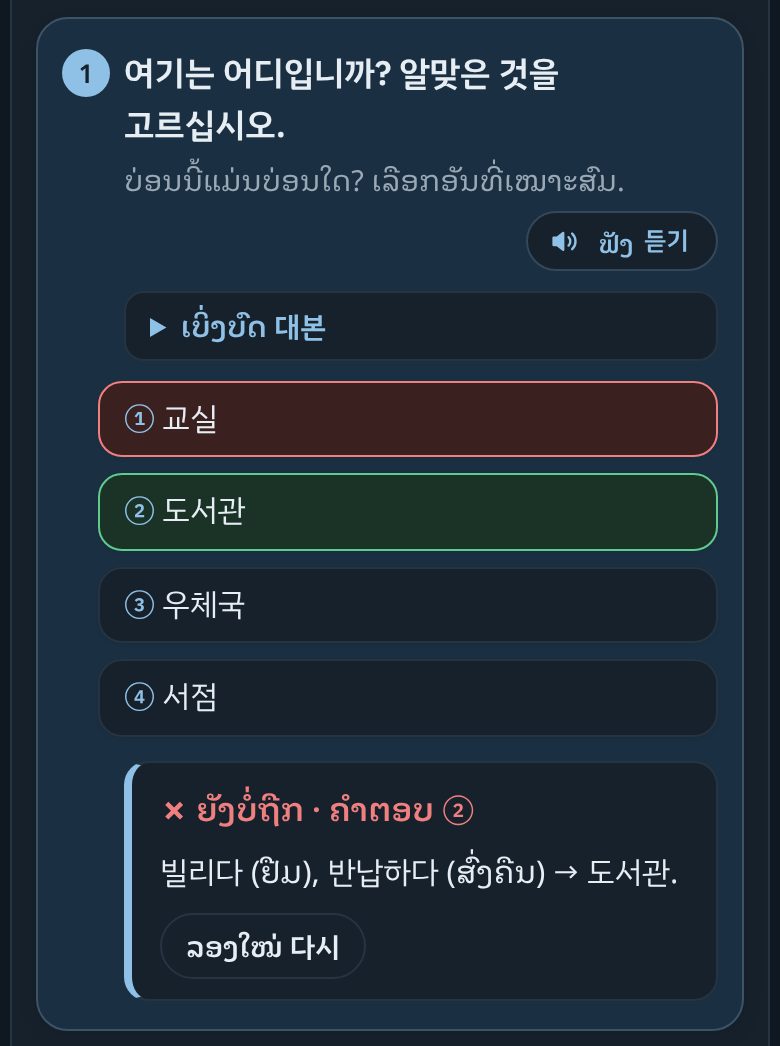 1 여기는 어디입니까? 알맞은 것을
고르십시오.
ບ່ອນນີ້ແມ່ນບ່ອນໃດ? ເລືອກອັນທີ່ເໝາະສົມ.
ຟັງ 듣기
▶ ເບິ່ງບົດ 대본
① 교실
② 도서관
③ 우체국
④ 서점
✕ ຍັງບໍ່ຖືກ · ຄຳຕອບ ②
빌리다 (ຢືມ), 반납하다 (ສົ່ງຄືນ) → 도서관.
ລອງໃໝ່ 다시